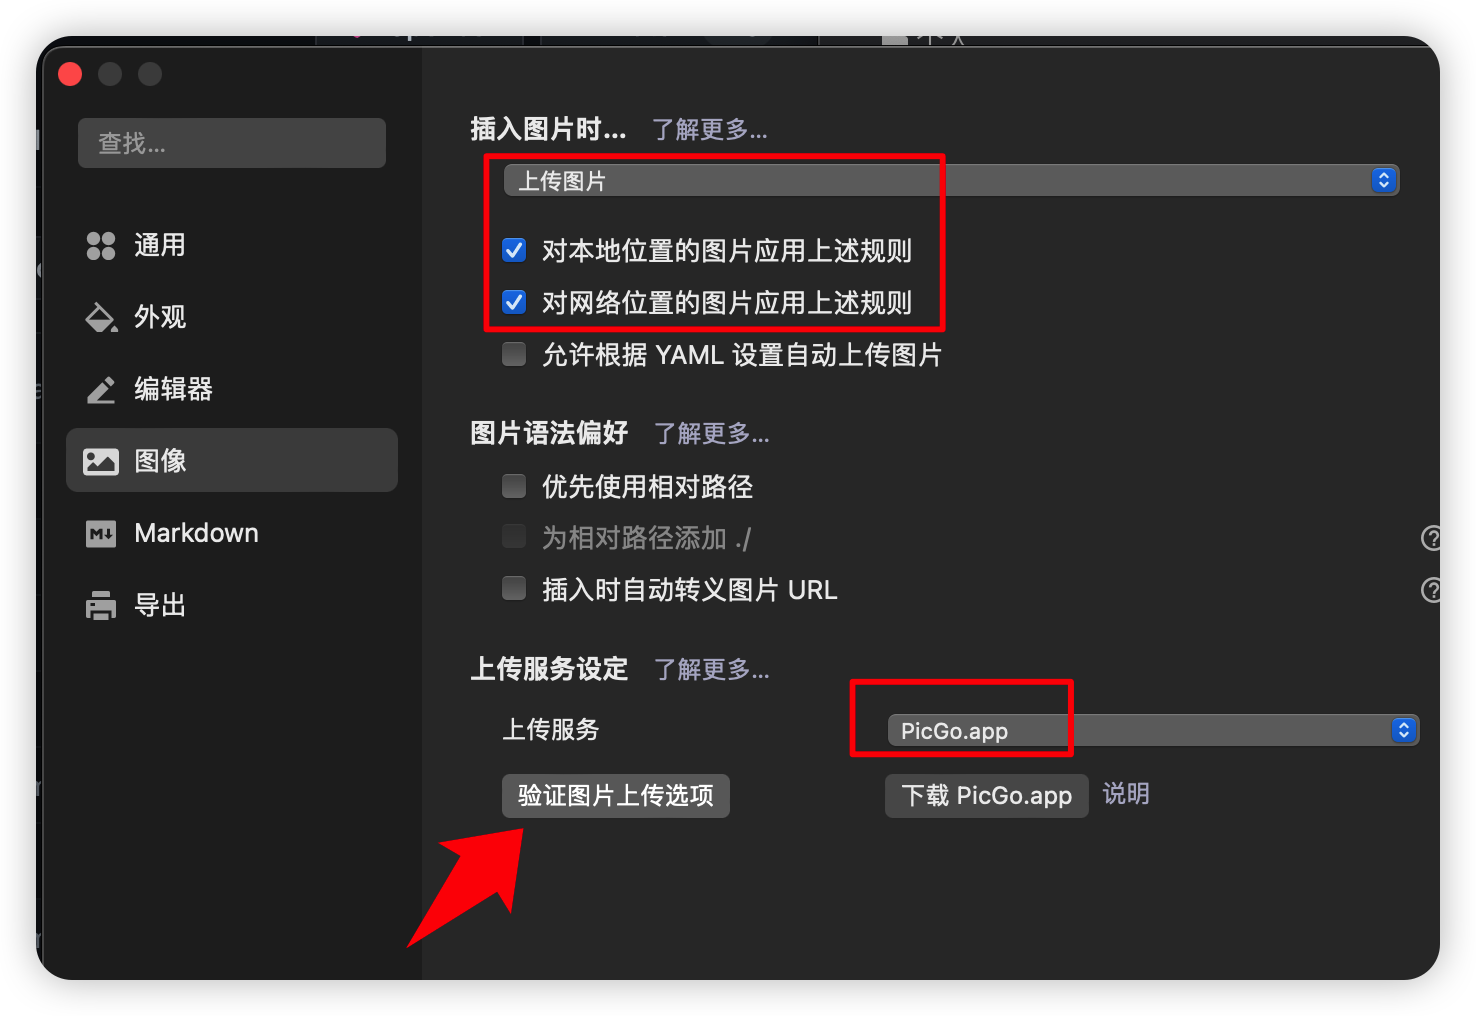 查找...
通用
外观
编辑器
图像
Markdown
导出
插入图片时... 了解更多...
上传图片
对本地位置的图片应用上述规则
对网络位置的图片应用上述规则
允许根据 YAML 设置自动上传图片
图片语法偏好 了解更多...
优先使用相对路径
为相对路径添加 ./
插入时自动转义图片 URL
上传服务设定 了解更多...
上传服务 PicGo.app
验证图片上传选项 下载 PicGo.app 说明